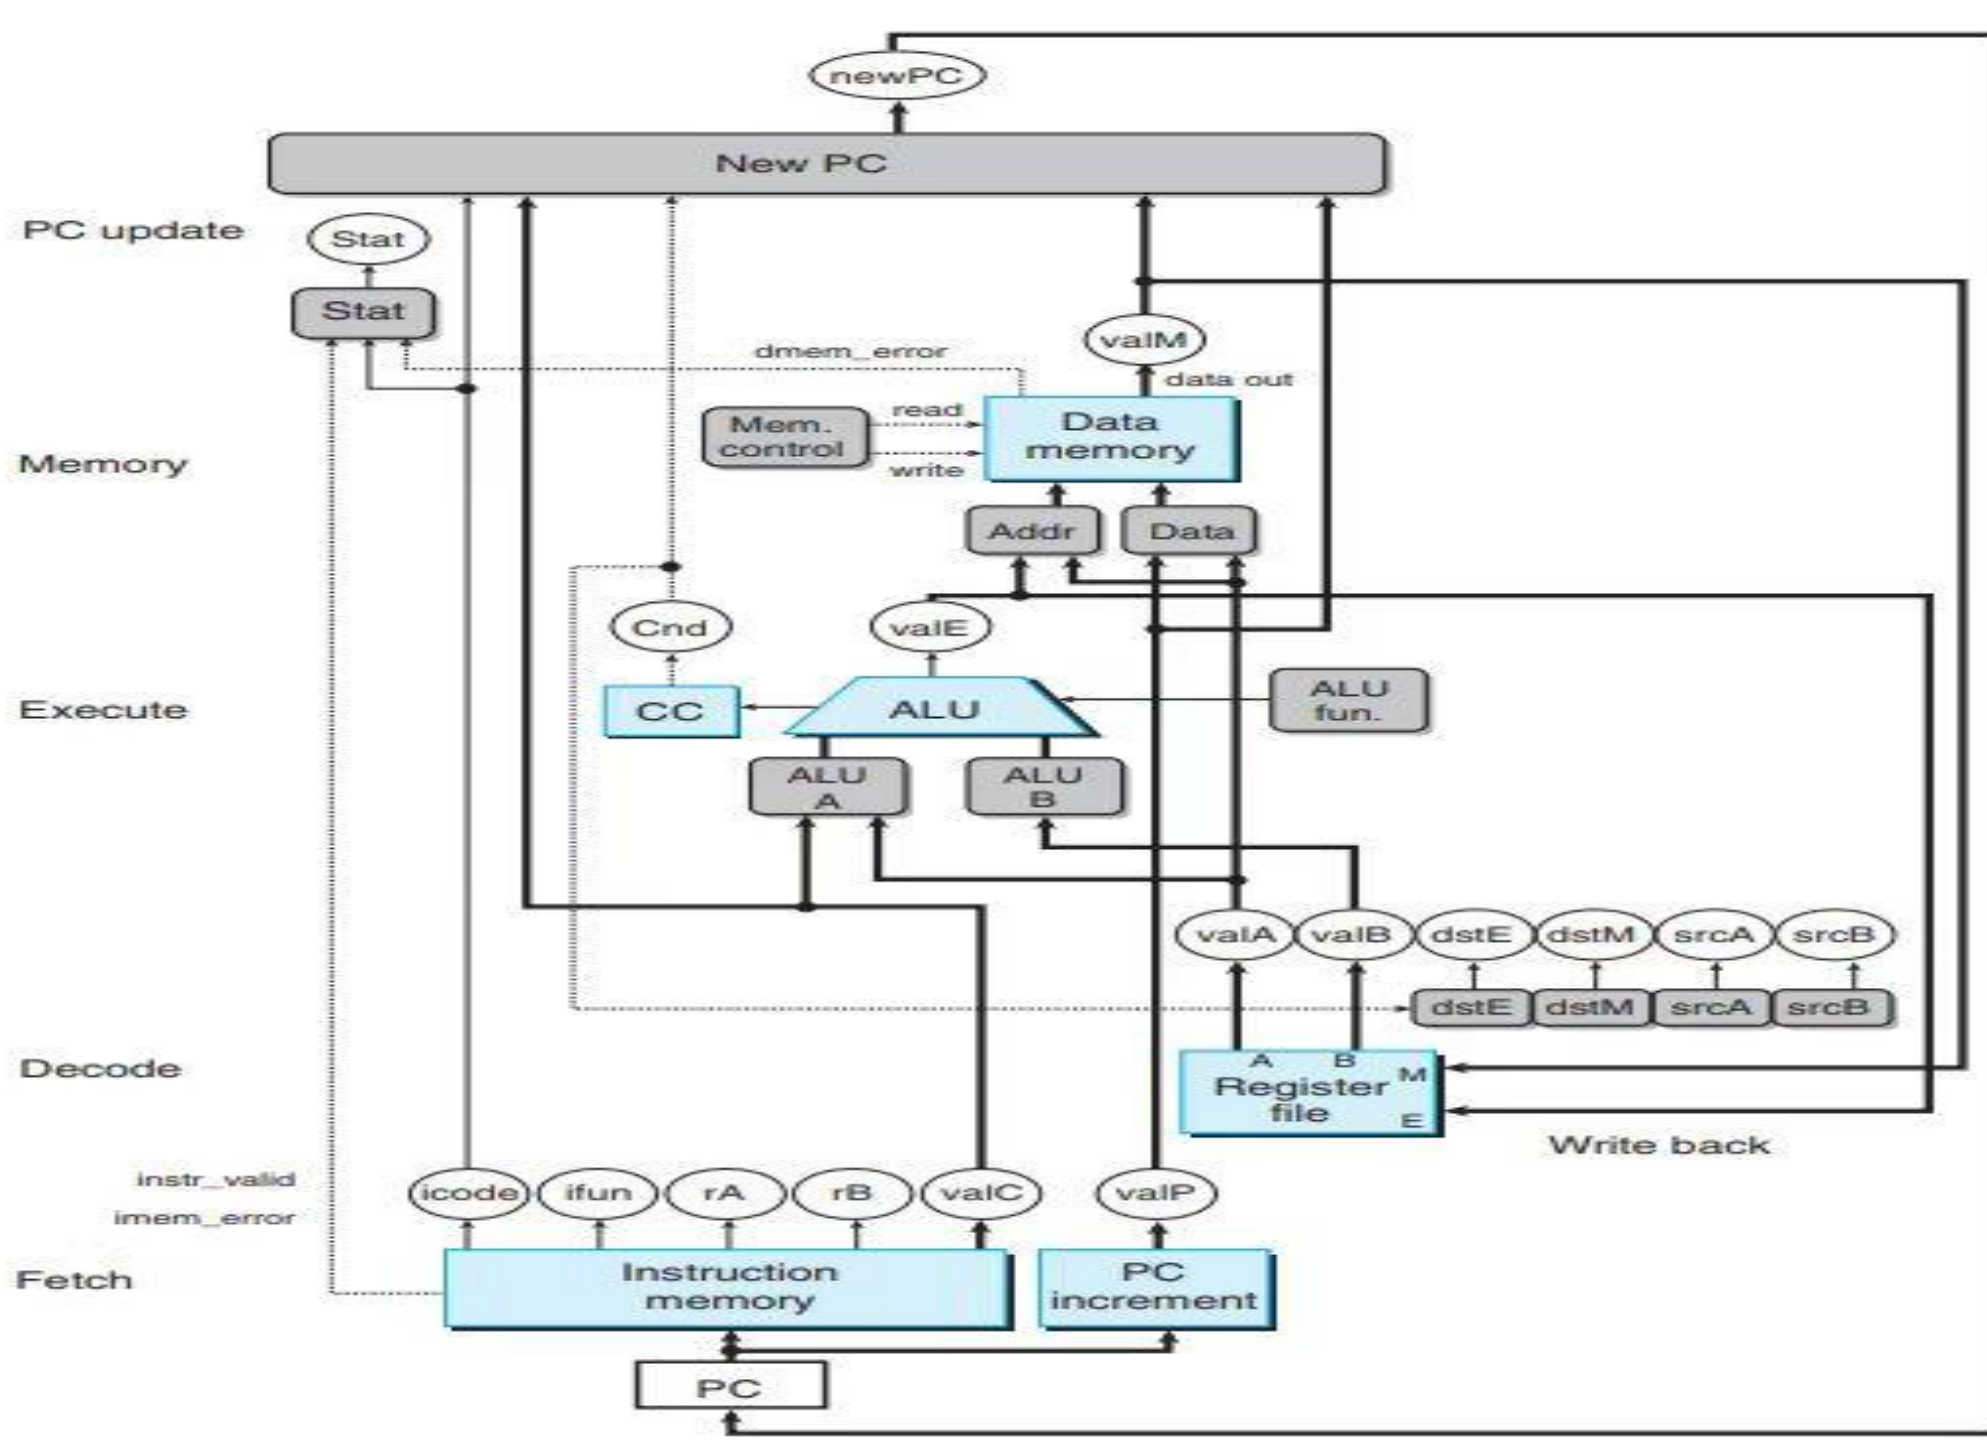 newPC
New PC
PC update
Stat
Stat
valM
dmem_error
data out
read
Mem.
control
Data
memory
Memory
write
Addr
Data
Cnd
valE
ALU
fun.
Execute
CC
ALU
ALU
A
ALU
B
valA
valB
dstE
dstM
srcA
srcB
dstE
dstM
srcA
srcB
Decode
A
B
M
Register
file
E
Write back
instr_valid
imem_error
icode
ifun
rA
rB
valC
valP
Fetch
Instruction
memory
PC
increment
PC